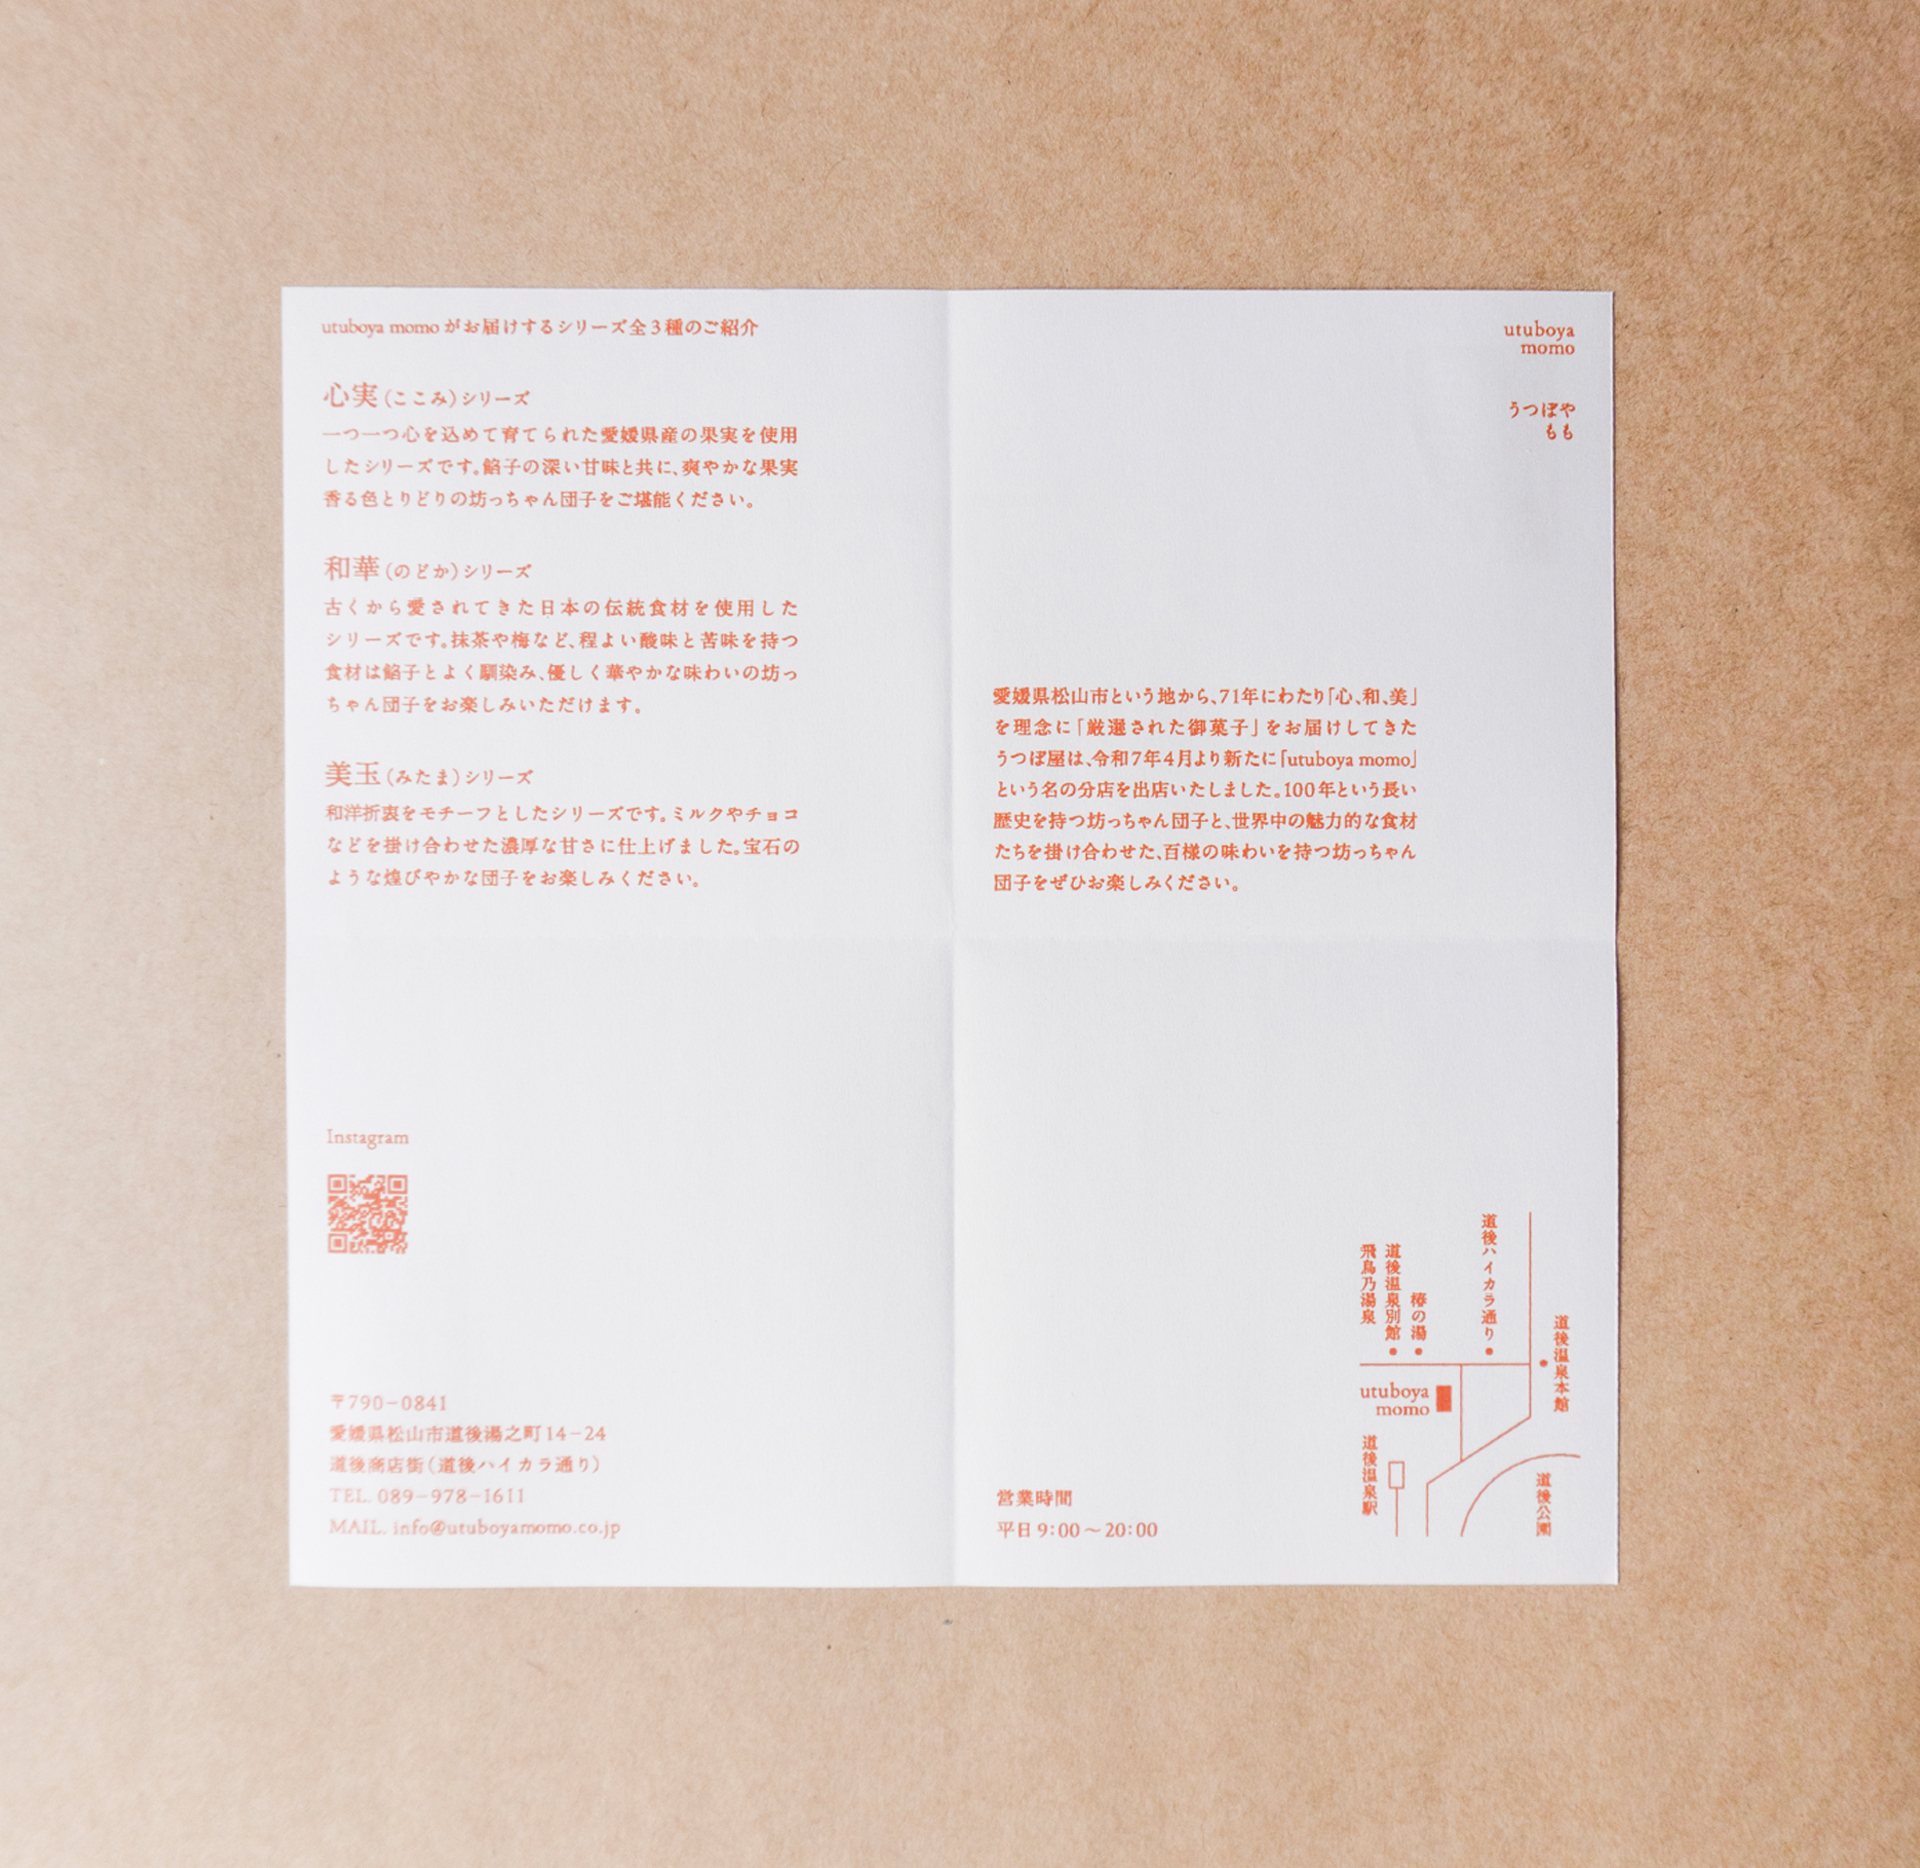 utuboya momo がお届けするシリーズ全3種のご紹介
心実（ここみ）シリーズ
一つ一つ心を込めて育てられた愛媛県産の果実を使用
したシリーズです。餡子の深い甘味と共に、爽やかな果実
香る色とりどりの坊っちゃん団子をご堪能ください。
和華（のどか）シリーズ
古くから愛されてきた日本の伝統食材を使用した
シリーズです。抹茶や梅など、程よい酸味と苦味を持つ
食材は餡子とよく馴染み、優しく華やかな味わいの坊っ
ちゃん団子をお楽しみいただけます。
美玉（みたま）シリーズ
和洋折衷をモチーフとしたシリーズです。ミルクやチョコ
などを掛け合わせた濃厚な甘さに仕上げました。宝石の
ような煌びやかな団子をお楽しみください。
Instagram
〒790−0841
愛媛県松山市道後湯之町14−24
道後商店街（道後ハイカラ通り）
TEL. 089−978−1611
MAIL. info@utuboyamomo.co.jp
utuboya
momo
うつぼや
もも
愛媛県松山市という地から、71年にわたり「心、和、美」
を理念に「厳選された御菓子」をお届けしてきた
うつぼ屋は、令和7年4月より新たに「utuboya momo」
という名の分店を出店いたしました。100年という長い
歴史を持つ坊っちゃん団子と、世界中の魅力的な食材
たちを掛け合わせた、百様の味わいを持つ坊っちゃん
団子をぜひお楽しみください。
営業時間
平日 9:00〜20:00
道後温泉本館
道後ハイカラ通り
椿の湯
道後温泉別館
飛鳥乃湯泉
utuboya
momo
道後温泉駅
道後公園